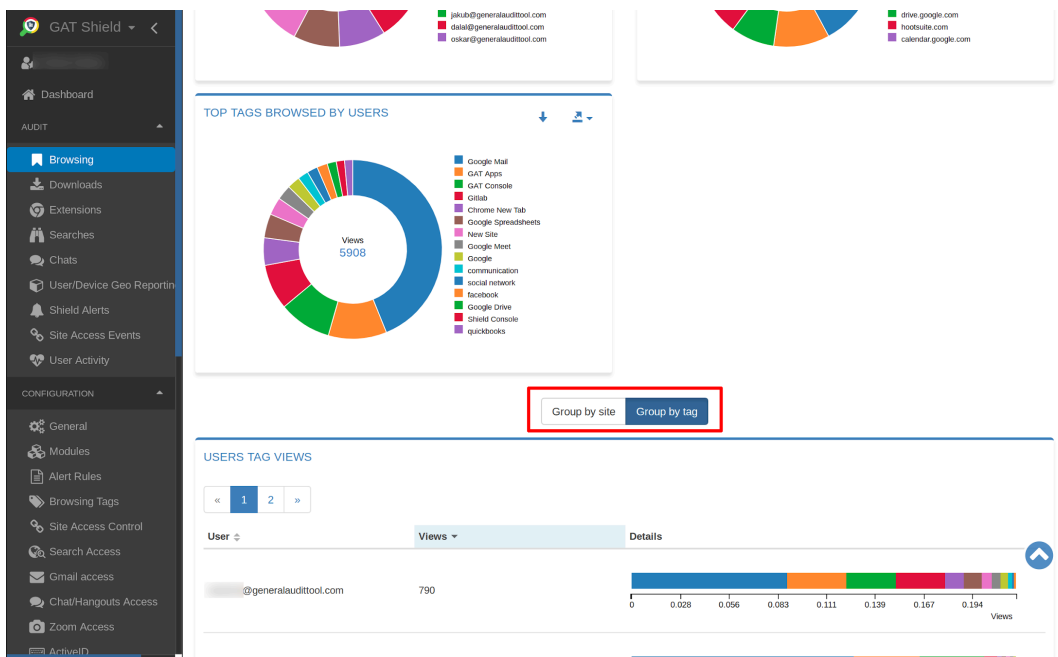 GAT Shield
Dashboard
AUDIT
Browsing
Downloads
Extensions
Searches
Chats
User/Device Geo Reportin
Shield Alerts
Site Access Events
User Activity
CONFIGURATION
General
Modules
Alert Rules
Browsing Tags
Site Access Control
Search Access
Gmail access
Chat/Hangouts Access
Zoom Access
ActiveID
jakub@generalaudittool.com
dalal@generalaudittool.com
oskar@generalaudittool.com
drive.google.com
hootsuite.com
calendar.google.com
TOP TAGS BROWSED BY USERS
Views
5908
Google Mail
GAT Apps
GAT Console
Gitlab
Chrome New Tab
Google Spreadsheets
New Site
Google Meet
Google
communication
social network
facebook
Google Drive
Shield Console
quickbooks
Group by site Group by tag
USERS TAG VIEWS
« 1 2 »
User Views Details
@generalaudittool.com 790
0 0.028 0.056 0.083 0.111 0.139 0.167 0.194
Views